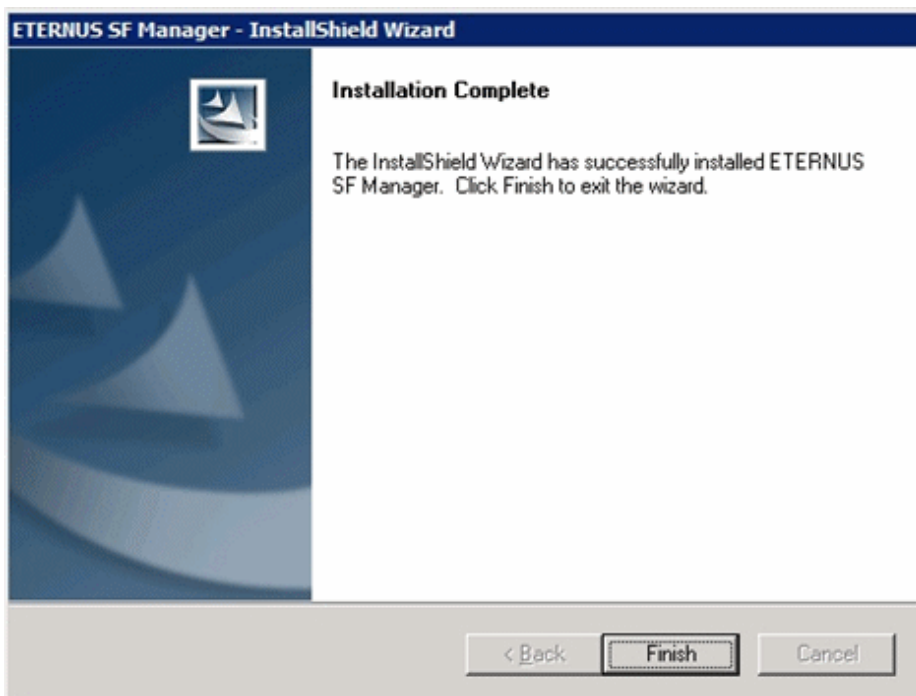 ETERNUS SF Manager - InstallShield Wizard
Installation Complete
The InstallShield Wizard has successfully installed ETERNUS
SF Manager. Click Finish to exit the wizard.
< Back Finish Cancel